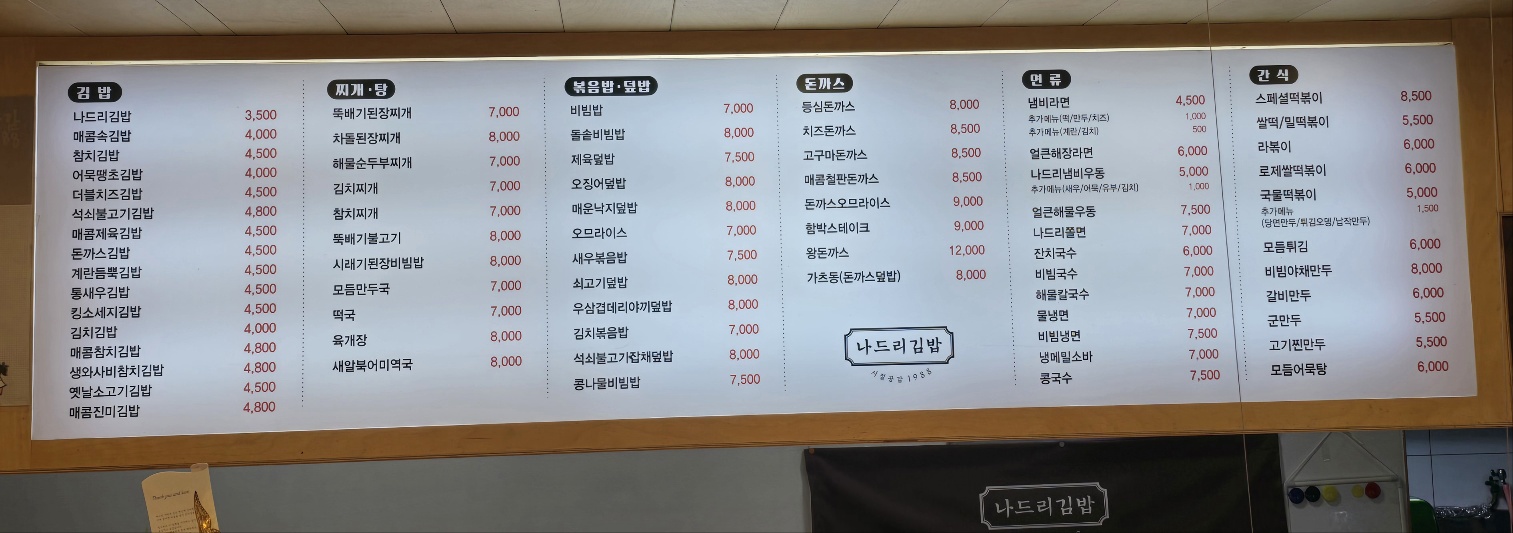 김 밥
나드리김밥 3,500
매콤속김밥 4,000
참치김밥 4,500
어묵땡초김밥 4,000
더블치즈김밥 4,500
석쇠불고기김밥 4,800
매콤제육김밥 4,500
돈까스김밥 4,500
계란듬뿍김밥 4,500
통새우김밥 4,500
킹소세지김밥 4,500
김치김밥 4,000
매콤참치김밥 4,800
생와사비참치김밥 4,800
옛날소고기김밥 4,500
매콤진미김밥 4,800
찌개·탕
뚝배기된장찌개 7,000
차돌된장찌개 8,000
해물순두부찌개 7,000
김치찌개 7,000
참치찌개 7,000
뚝배기불고기 8,000
시래기된장비빔밥 8,000
모듬만두국 7,000
떡국 7,000
육개장 8,000
새알북어미역국 8,000
볶음밥·덮밥
비빔밥 7,000
돌솥비빔밥 8,000
제육덮밥 7,500
오징어덮밥 8,000
매운낙지덮밥 8,000
오므라이스 7,000
새우볶음밥 7,500
쇠고기덮밥 8,000
우삼겹데리야끼덮밥 8,000
김치볶음밥 7,000
석쇠불고기잡채덮밥 8,000
콩나물비빔밥 7,500
돈까스
등심돈까스 8,000
치즈돈까스 8,500
고구마돈까스 8,500
매콤철판돈까스 8,500
돈까스오므라이스 9,000
함박스테이크 9,000
왕돈까스 12,000
가츠동(돈까스덮밥) 8,000
나드리김밥
1988
면 류
냄비라면 4,500
추가메뉴(떡/만두/치즈) 1,000
추가메뉴(계란/김치) 500
얼큰해장라면 6,000
나드리냄비우동 5,000
추가메뉴(새우/어묵/유부/김치) 1,000
얼큰해물우동 7,500
나드리쫄면 7,000
잔치국수 6,000
비빔국수 7,000
해물칼국수 7,000
물냉면 7,000
비빔냉면 7,500
냉메밀소바 7,000
콩국수 7,500
간 식
스페셜떡볶이 8,500
쌀떡/밀떡볶이 5,500
라볶이 6,000
로제쌀떡볶이 6,000
국물떡볶이 5,000
추가메뉴 1,500
(당면만두/튀김오뎅/납작만두)
모듬튀김 6,000
비빔야채만두 8,000
갈비만두 6,000
군만두 5,500
고기찐만두 5,500
모듬어묵탕 6,000
나드리김밥